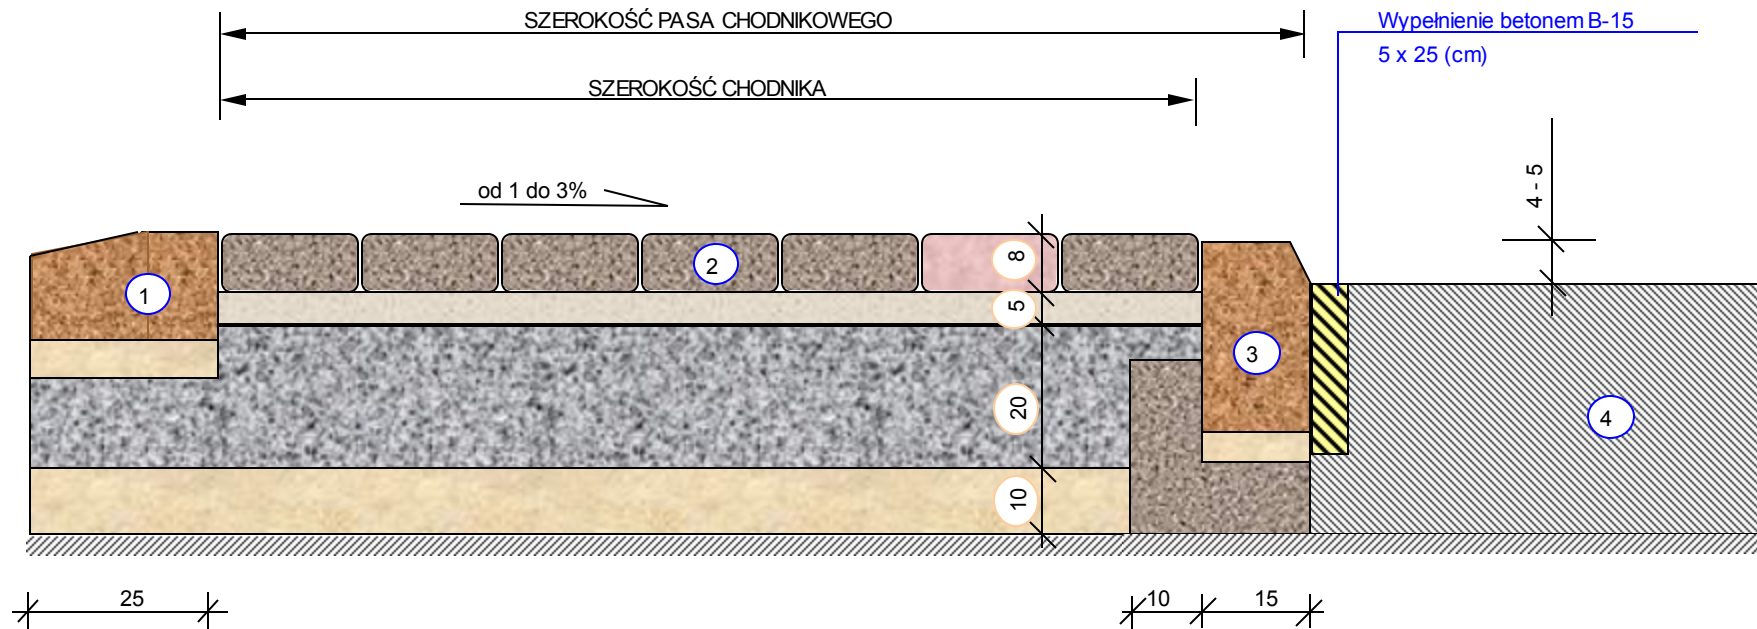 SZEROKOŚĆ PASA CHODNIKOWEGO
Wypełnienie betonem B-15
5 x 25 (cm)
SZEROKOŚĆ CHODNIKA
od 1 do 3%
4 - 5
1
2
8
5
3
20
4
10
25
10
15